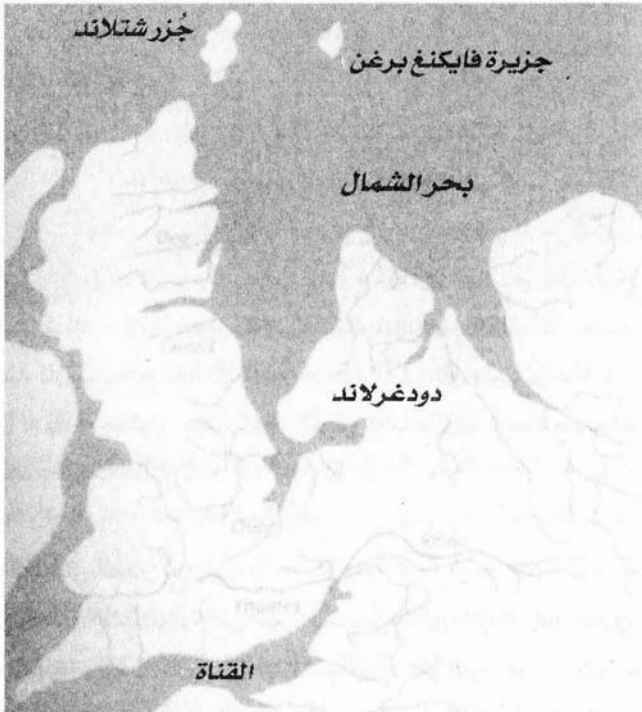 جُزر شتلاند
جزيرة فايكنغ برغن
بحر الشمال
دودغرلاند
القناة